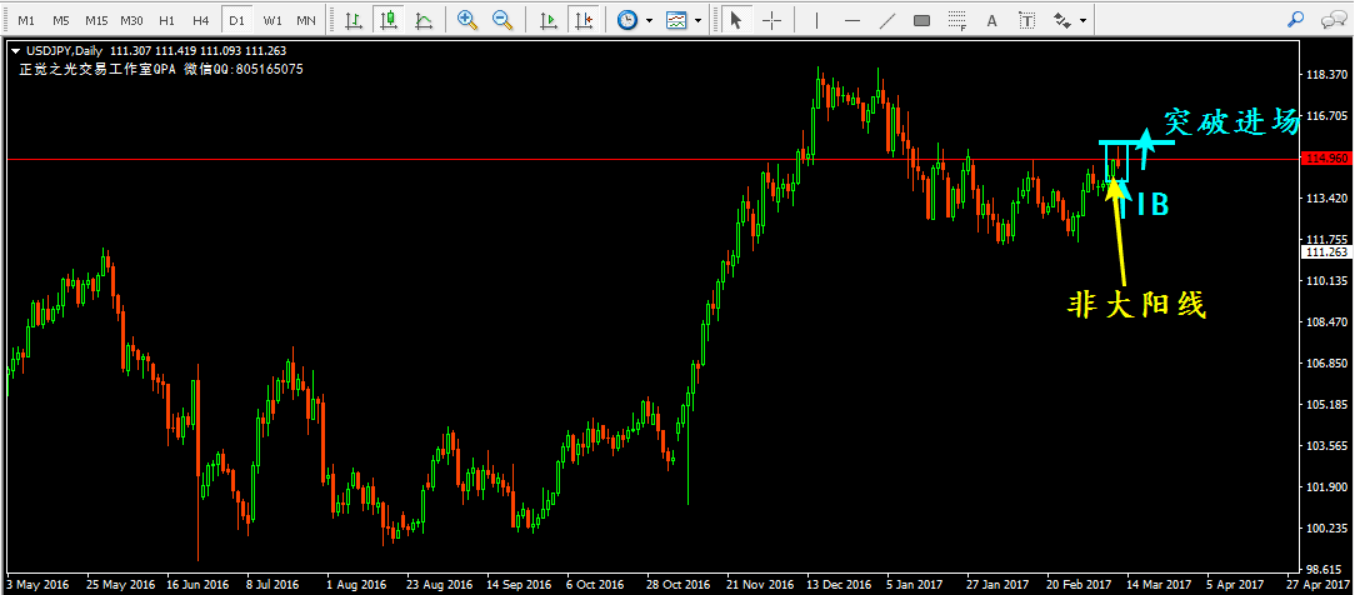 M1 M5 M15 M30 H1 H4 D1 W1 MN A T F
USDJPY,Daily 111.307 111.419 111.093 111.263
正觉之光交易工作室QPA 微信QQ:805165075
118.370
突破进场
116.705
114.960
113.420
IB
111.755
111.263
110.135
非大阳线
108.470
106.850
105.185
103.565
101.900
100.235
98.615
3 May 2016 25 May 2016 16 Jun 2016 8 Jul 2016 1 Aug 2016 23 Aug 2016 14 Sep 2016 6 Oct 2016 28 Oct 2016 21 Nov 2016 13 Dec 2016 5 Jan 2017 27 Jan 2017 20 Feb 2017 14 Mar 2017 5 Apr 2017 27 Apr 2017